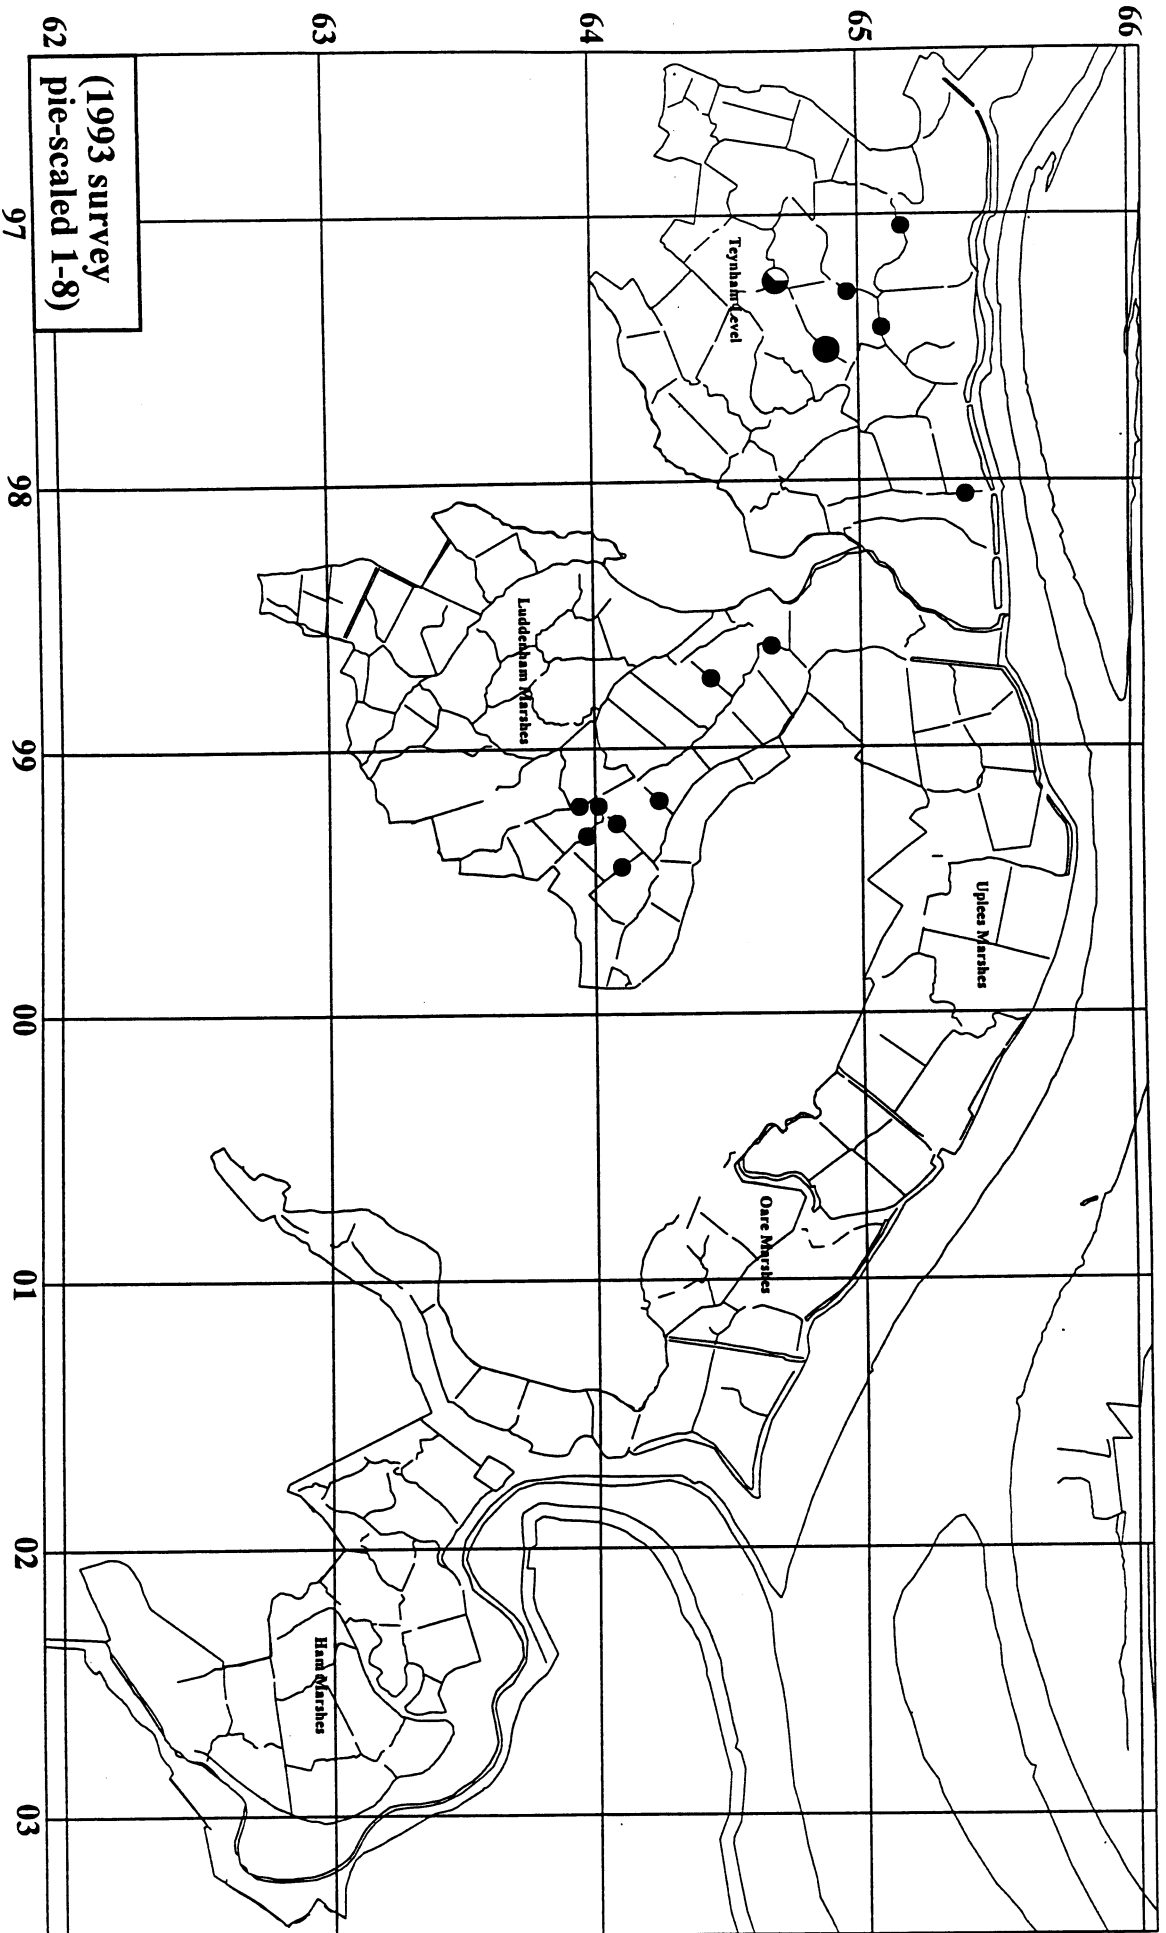 66
65
64
63
62
Teynham Level
Luddenham Marshes
Uplees Marshes
Oare Marshes
Ham Marshes
(1993 survey
pie-scaled 1-8)
97
98
99
00
01
02
03